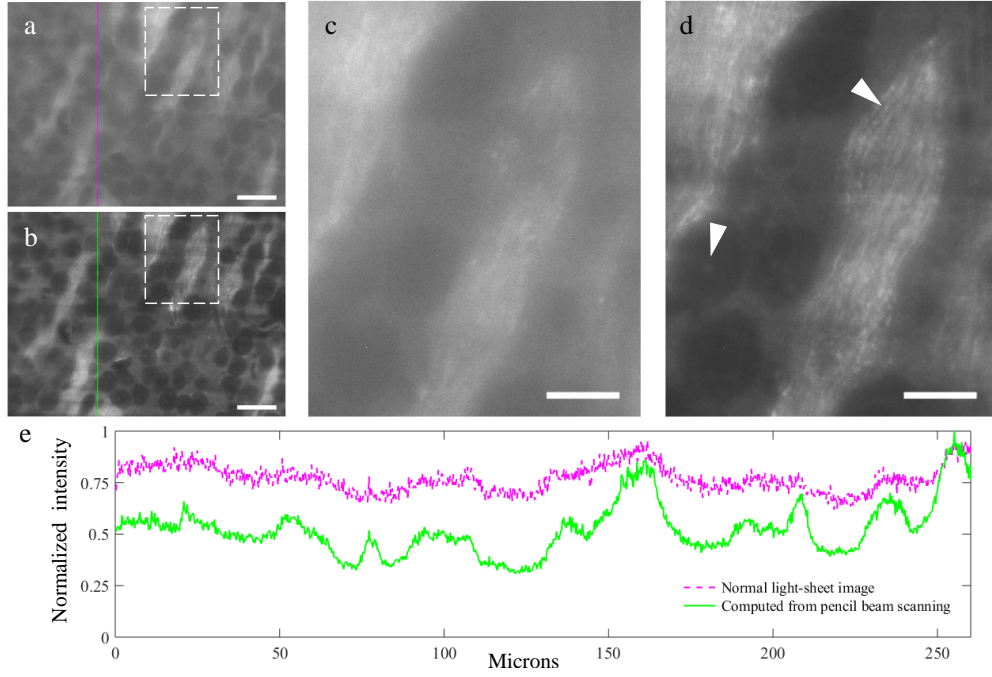 a
b
c
d
e
Normalized intensity
1
0.75
0.5
0.25
0
Normal light-sheet image
Computed from pencil beam scanning
0 50 100 150 200 250
Microns